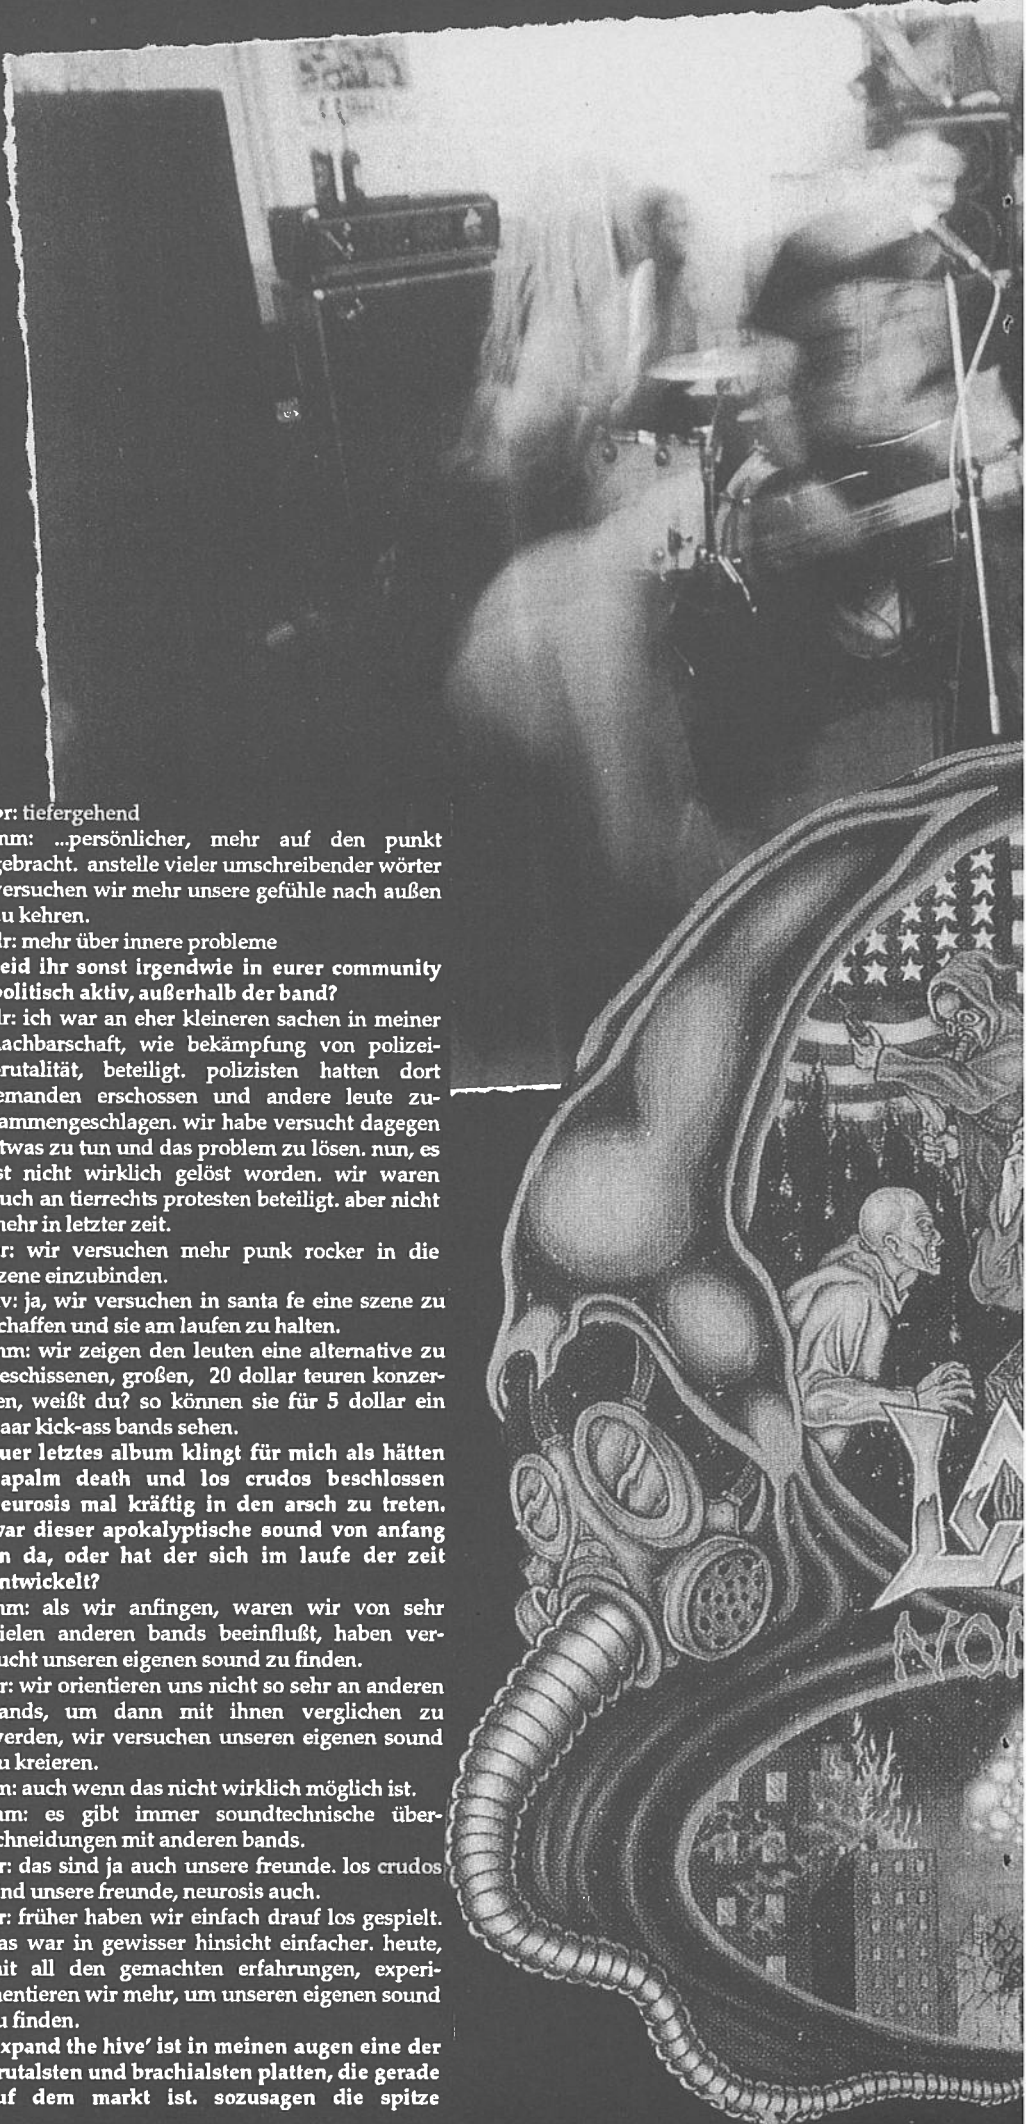 or: tiefergehend
mm: ...persönlicher, mehr auf den punkt
gebracht. anstelle vieler umschreibender wörter
versuchen wir mehr unsere gefühle nach außen
zu kehren.
dr: mehr über innere probleme
eid ihr sonst irgendwie in eurer community
politisch aktiv, außerhalb der band?
dr: ich war an eher kleineren sachen in meiner
nachbarschaft, wie bekämpfung von polizei-
brutalität, beteiligt. polizisten hatten dort
emanden erschossen und andere leute zu-
ammengeschlagen. wir habe versucht dagegen
twas zu tun und das problem zu lösen. nun, es
st nicht wirklich gelöst worden. wir waren
uch an tierrechts protesten beteiligt. aber nicht
mehr in letzter zeit.
r: wir versuchen mehr punk rocker in die
zene einzubinden.
v: ja, wir versuchen in santa fe eine szene zu
chaffen und sie am laufen zu halten.
mm: wir zeigen den leuten eine alternative zu
eschissenen, großen, 20 dollar teuren konzer-
en, weißt du? so können sie für 5 dollar ein
aar kick-ass bands sehen.
uer letztes album klingt für mich als hätten
apalm death und los crudos beschlossen
eurosis mal kräftig in den arsch zu treten.
var dieser apokalyptische sound von anfang
n da, oder hat der sich im laufe der zeit
ntwickelt?
mm: als wir anfingen, waren wir von sehr
ielen anderen bands beeinflußt, haben ver-
ucht unseren eigenen sound zu finden.
r: wir orientieren uns nicht so sehr an anderen
ands, um dann mit ihnen verglichen zu
werden, wir versuchen unseren eigenen sound
u kreieren.
m: auch wenn das nicht wirklich möglich ist.
mm: es gibt immer soundtechnische über-
chneidungen mit anderen bands.
r: das sind ja auch unsere freunde. los crudos
nd unsere freunde, neurosis auch.
r: früher haben wir einfach drauf los gespielt.
as war in gewisser hinsicht einfacher. heute,
it all den gemachten erfahrungen, experi-
mentieren wir mehr, um unseren eigenen sound
u finden.
xpand the hive' ist in meinen augen eine der
rutalsten und brachialsten platten, die gerade
uf dem markt ist. sozusagen die spitze